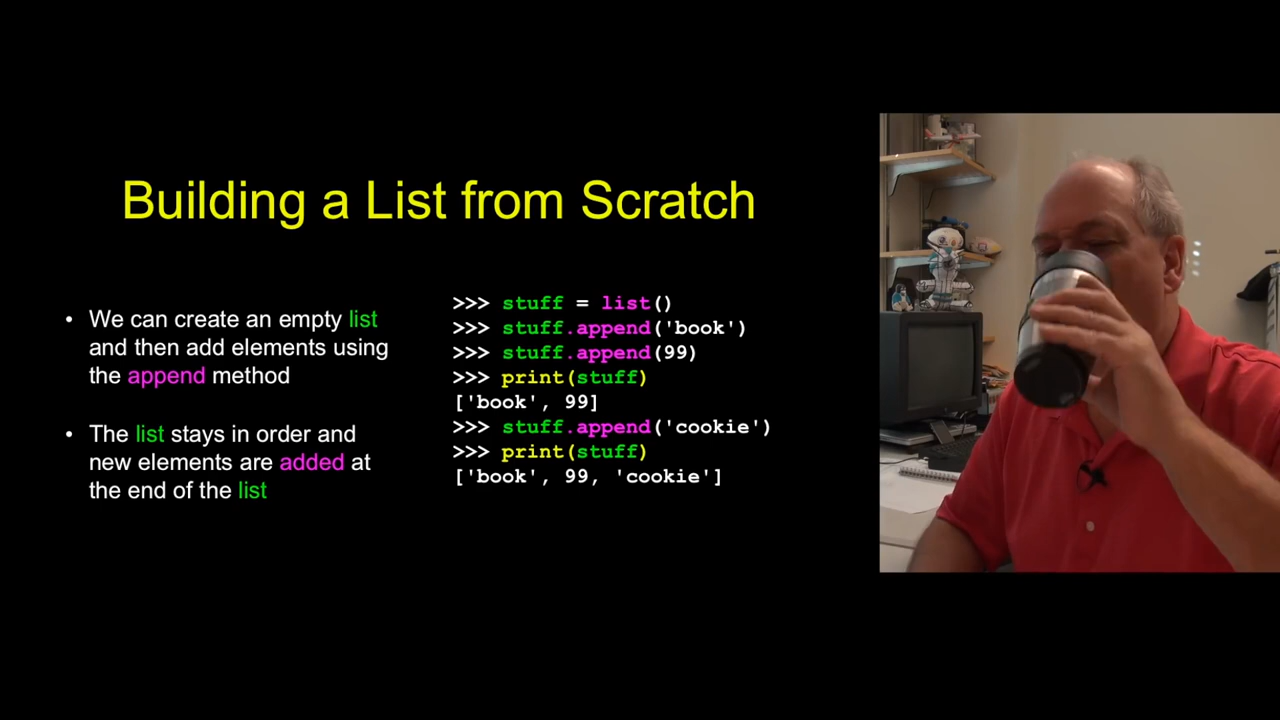 Building a List from Scratch
• We can create an empty list
and then add elements using
the append method
• The list stays in order and
new elements are added at
the end of the list
>>> stuff = list()
>>> stuff.append('book')
>>> stuff.append(99)
>>> print(stuff)
['book', 99]
>>> stuff.append('cookie')
>>> print(stuff)
['book', 99, 'cookie']